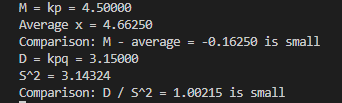 M = kp = 4.50000
Average x = 4.66250
Comparison: M - average = -0.16250 is small
D = kpq = 3.15000
S^2 = 3.14324
Comparison: D / S^2 = 1.00215 is small